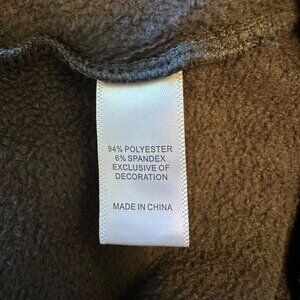 94% POLYESTER
6% SPANDEX
EXCLUSIVE OF
DECORATION
MADE IN CHINA